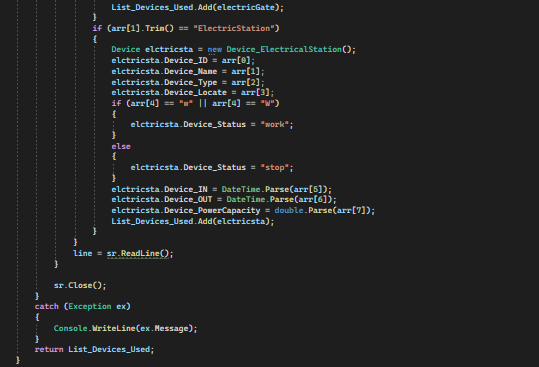 List_Devices_Used.Add(electricGate);
}
if (arr[1].Trim() == "ElectricStation")
{
Device elctricsta = new Device_ElectricalStation();
elctricsta.Device_ID = arr[0];
elctricsta.Device_Name = arr[1];
elctricsta.Device_Type = arr[2];
elctricsta.Device_Locate = arr[3];
if (arr[4] == "w" || arr[4] == "W")
{
elctricsta.Device_Status = "work";
}
else
{
elctricsta.Device_Status = "stop";
}
elctricsta.Device_IN = DateTime.Parse(arr[5]);
elctricsta.Device_OUT = DateTime.Parse(arr[6]);
elctricsta.Device_PowerCapacity = double.Parse(arr[7]);
List_Devices_Used.Add(elctricsta);
}
}
line = sr.ReadLine();
}
sr.Close();
}
catch (Exception ex)
{
Console.WriteLine(ex.Message);
}
return List_Devices_Used;
}